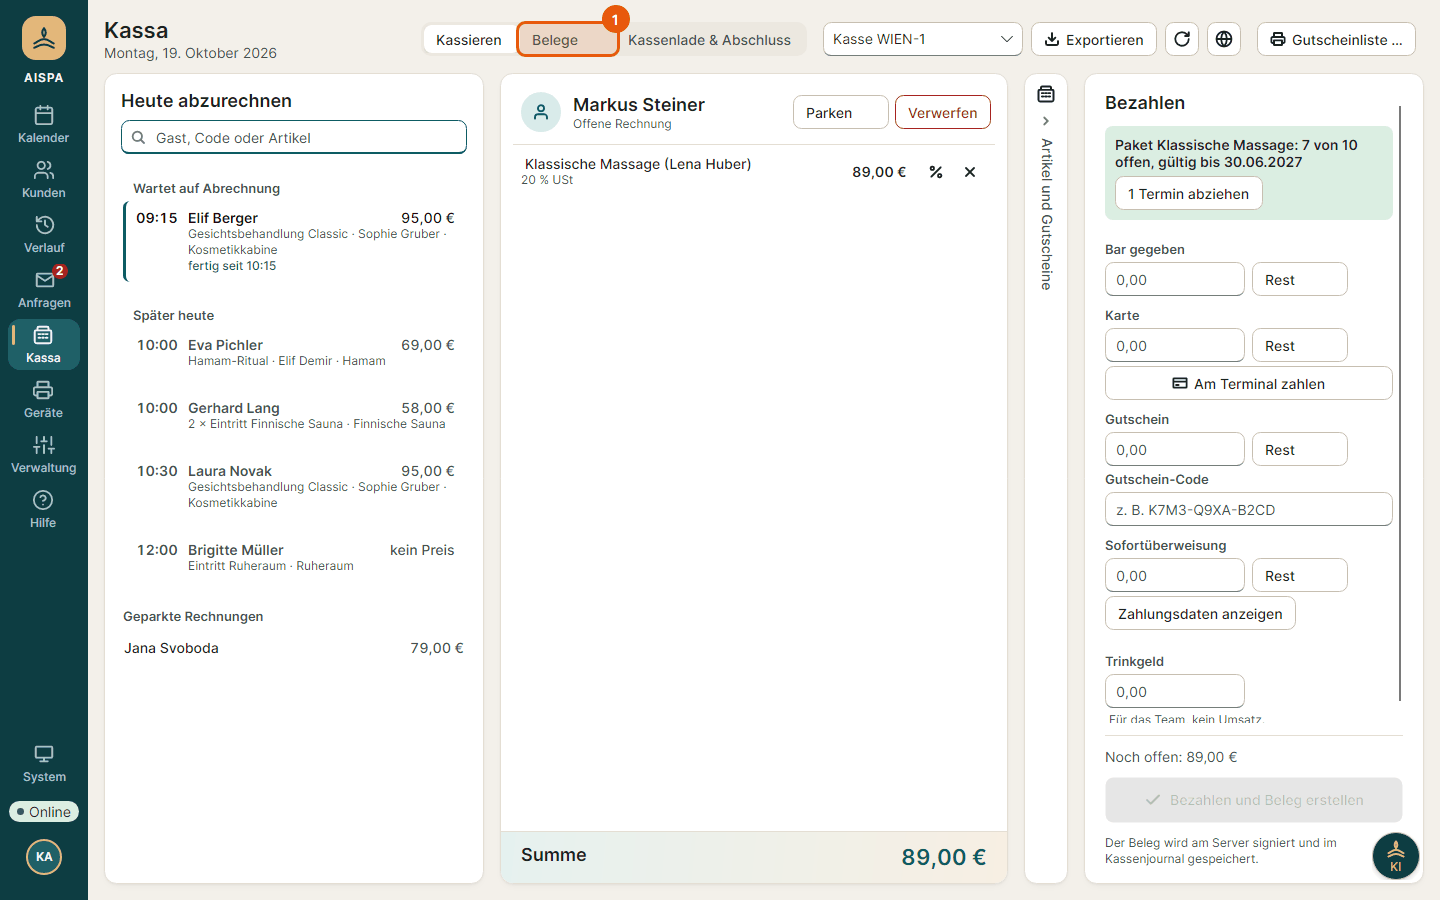 AISPA
Kalender
Kunden
Verlauf
2
Anfragen
Kassa
Geräte
Verwaltung
Hilfe
System
Online
KA
Kassa
Montag, 19. Oktober 2026
Kassieren
Belege
1
Kassenlade & Abschluss
Kasse WIEN-1
Exportieren
Gutscheinliste ...
Heute abzurechnen
Gast, Code oder Artikel
Wartet auf Abrechnung
09:15 Elif Berger 95,00 €
Gesichtsbehandlung Classic · Sophie Gruber ·
Kosmetikkabine
fertig seit 10:15
Später heute
10:00 Eva Pichler 69,00 €
Hamam-Ritual · Elif Demir · Hamam
10:00 Gerhard Lang 58,00 €
2 × Eintritt Finnische Sauna · Finnische Sauna
10:30 Laura Novak 95,00 €
Gesichtsbehandlung Classic · Sophie Gruber ·
Kosmetikkabine
12:00 Brigitte Müller kein Preis
Eintritt Ruheraum · Ruheraum
Geparkte Rechnungen
Jana Svoboda 79,00 €
Markus Steiner
Offene Rechnung
Parken
Verwerfen
Klassische Massage (Lena Huber)
20 % USt
89,00 €
Summe 89,00 €
Artikel und Gutscheine
Bezahlen
Paket Klassische Massage: 7 von 10
offen, gültig bis 30.06.2027
1 Termin abziehen
Bar gegeben
0,00 Rest
Karte
0,00 Rest
Am Terminal zahlen
Gutschein
0,00 Rest
Gutschein-Code
z. B. K7M3-Q9XA-B2CD
Sofortüberweisung
0,00 Rest
Zahlungsdaten anzeigen
Trinkgeld
0,00
Für das Team, kein Umsatz.
Noch offen: 89,00 €
Bezahlen und Beleg erstellen
Der Beleg wird am Server signiert und im
Kassenjournal gespeichert.
KI